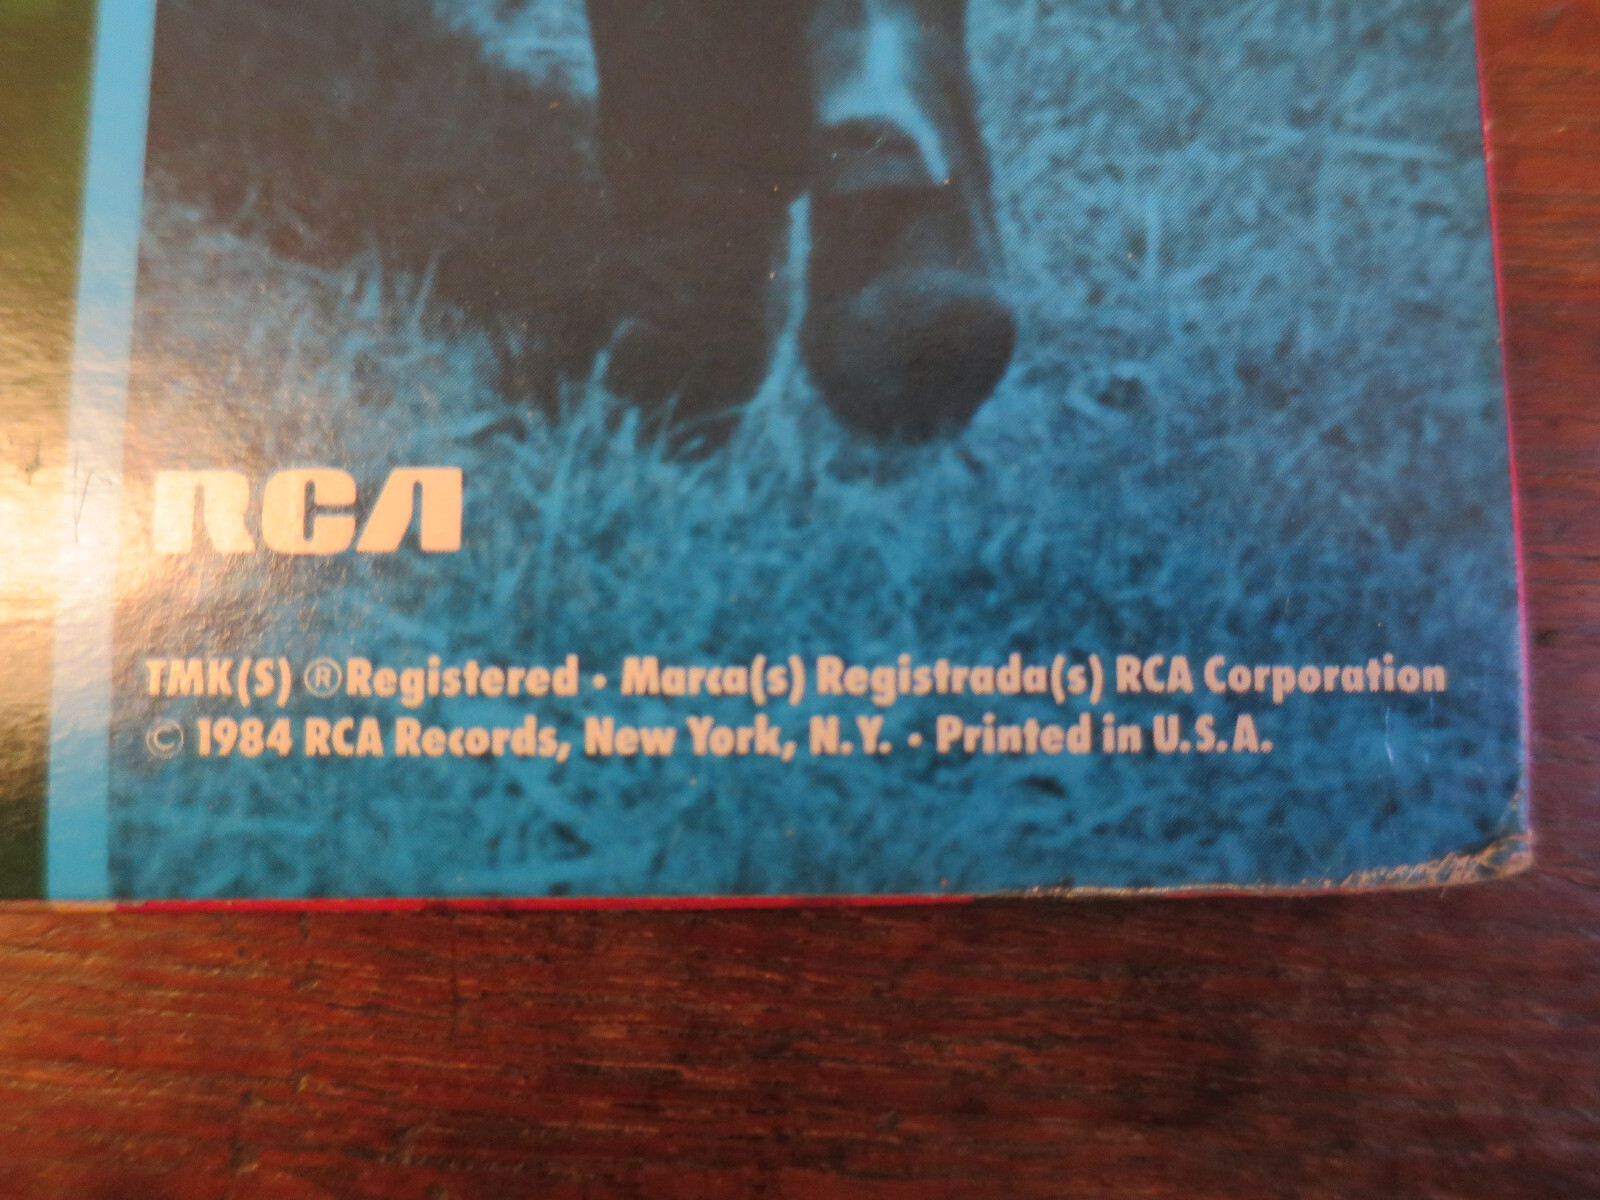 RCA
TMK(S) ® Registered • Marca(s) Registrada(s) RCA Corporation
© 1984 RCA Records, New York, N.Y. • Printed in U.S.A.